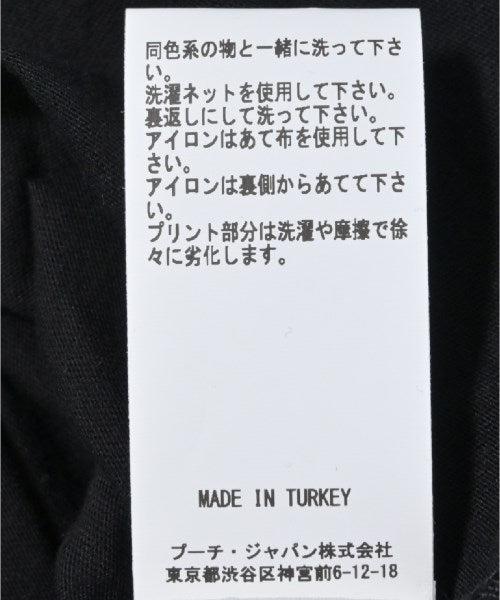 同色系の物と一緒に洗って下さ
い。
洗濯ネットを使用して下さい。
裏返しにして洗って下さい。
アイロンはあて布を使用して下
さい。
アイロンは裏側からあてて下さ
い。
プリント部分は洗濯や摩擦で徐
々に劣化します。
MADE IN TURKEY
プーチ・ジャパン株式会社
東京都渋谷区神宮前6-12-18